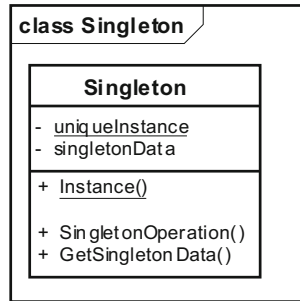 class Singleton
Singleton
- uniqueInstance
- singletonData
+ Instance()
+ SingletonOperation()
+ GetSingletonData()